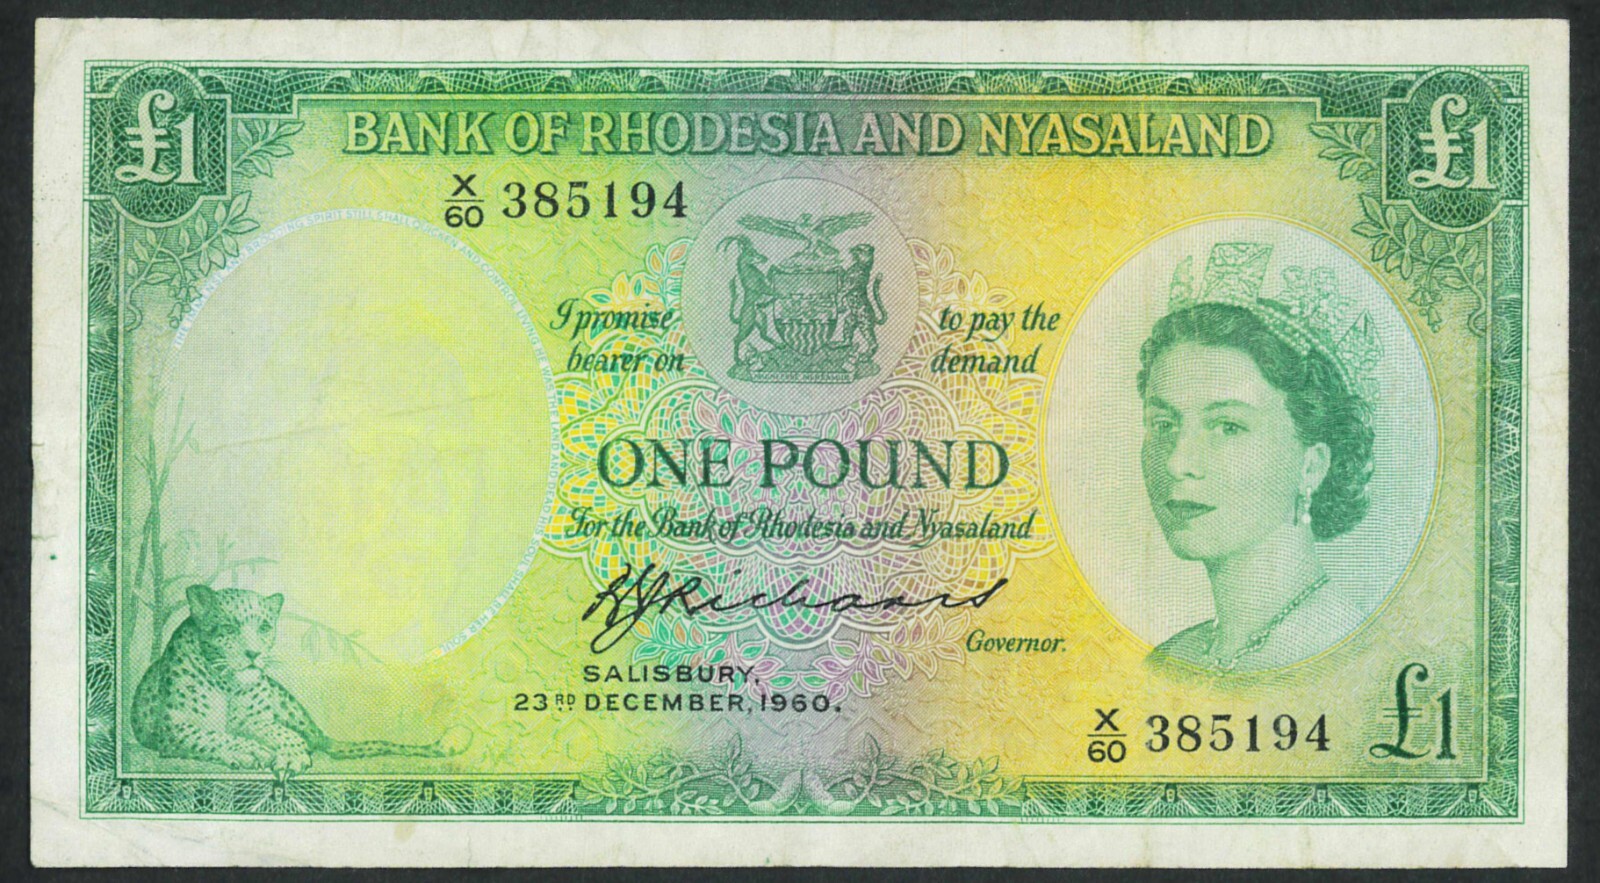 £1
£1
BANK OF RHODESIA AND NYASALAND
X/60 385194
I promise to pay the
bearer on demand
ONE POUND
For the Bank of Rhodesia and Nyasaland
Richards
Governor.
SALISBURY,
23RD DECEMBER, 1960.
X/60 385194
£1